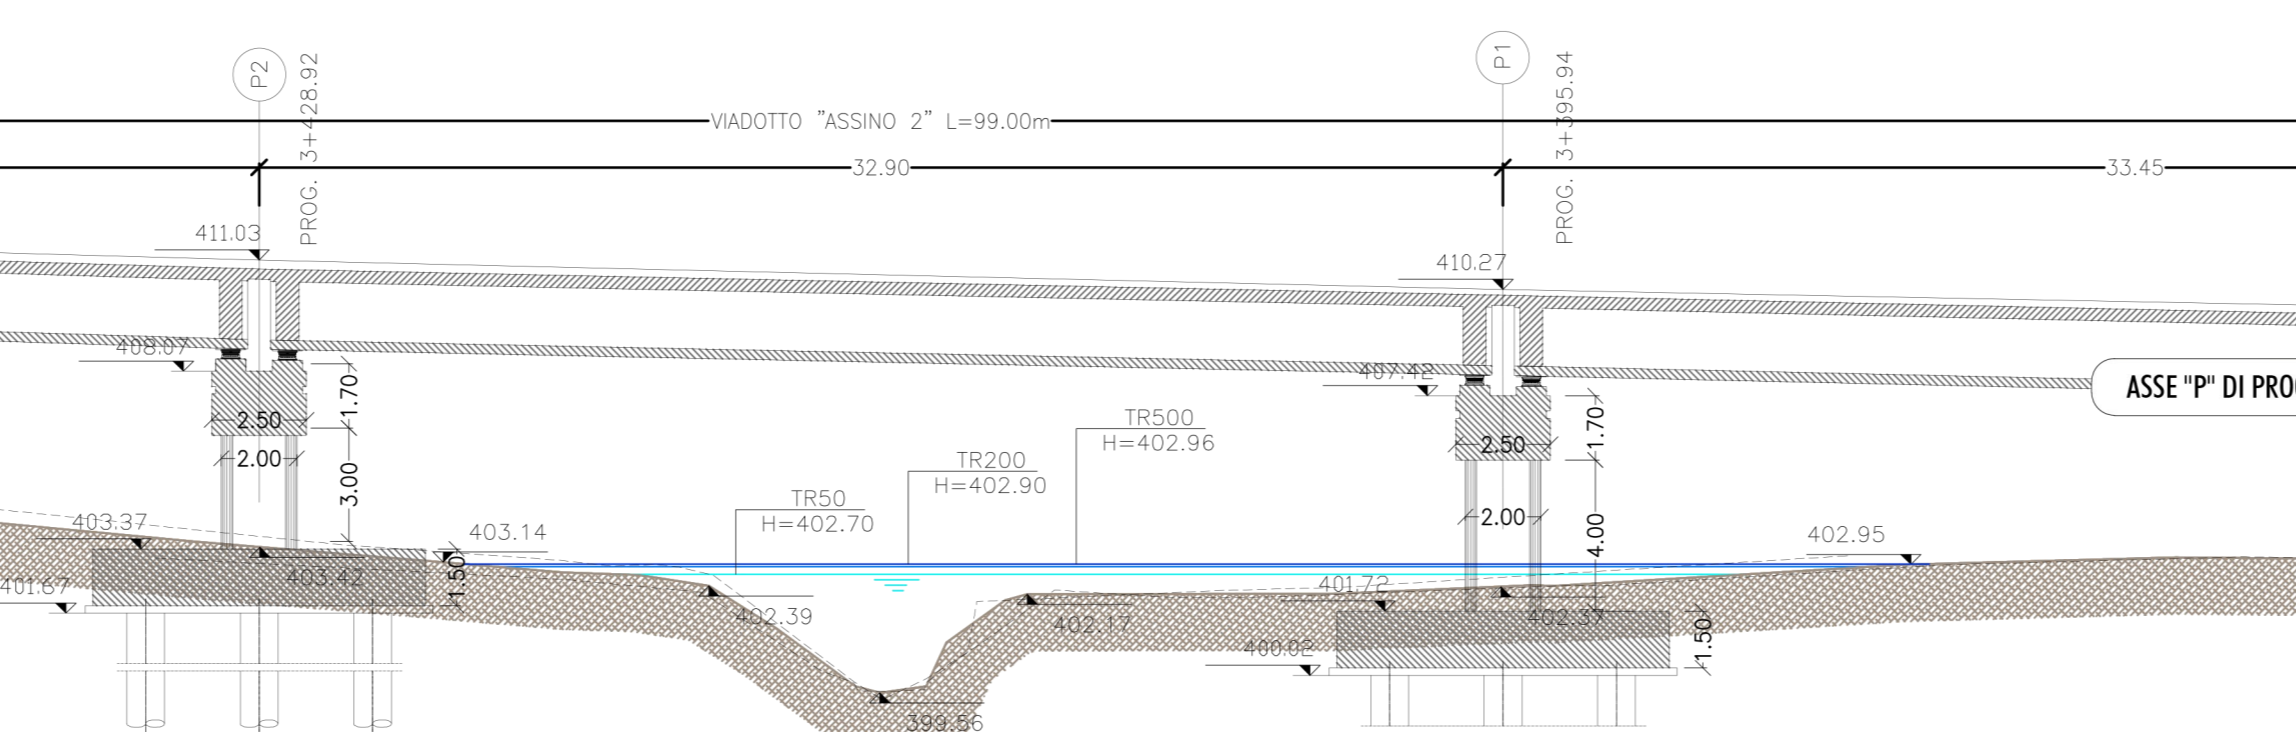 P2
PROG. 3+428.92
P1
PROG. 3+395.94
VIADOTTO "ASSINO 2" L=99.00m
32.90
33.45
411.03
410.27
408.07
407.42
1.70
2.50
2.00
3.00
1.70
2.50
2.00
4.00
ASSE "P" DI PRO
TR500
H=402.96
TR200
H=402.90
TR50
H=402.70
403.37
403.14
402.95
403.42
401.67
1.50
402.39
402.17
401.72
402.37
400.02
1.50
399.56